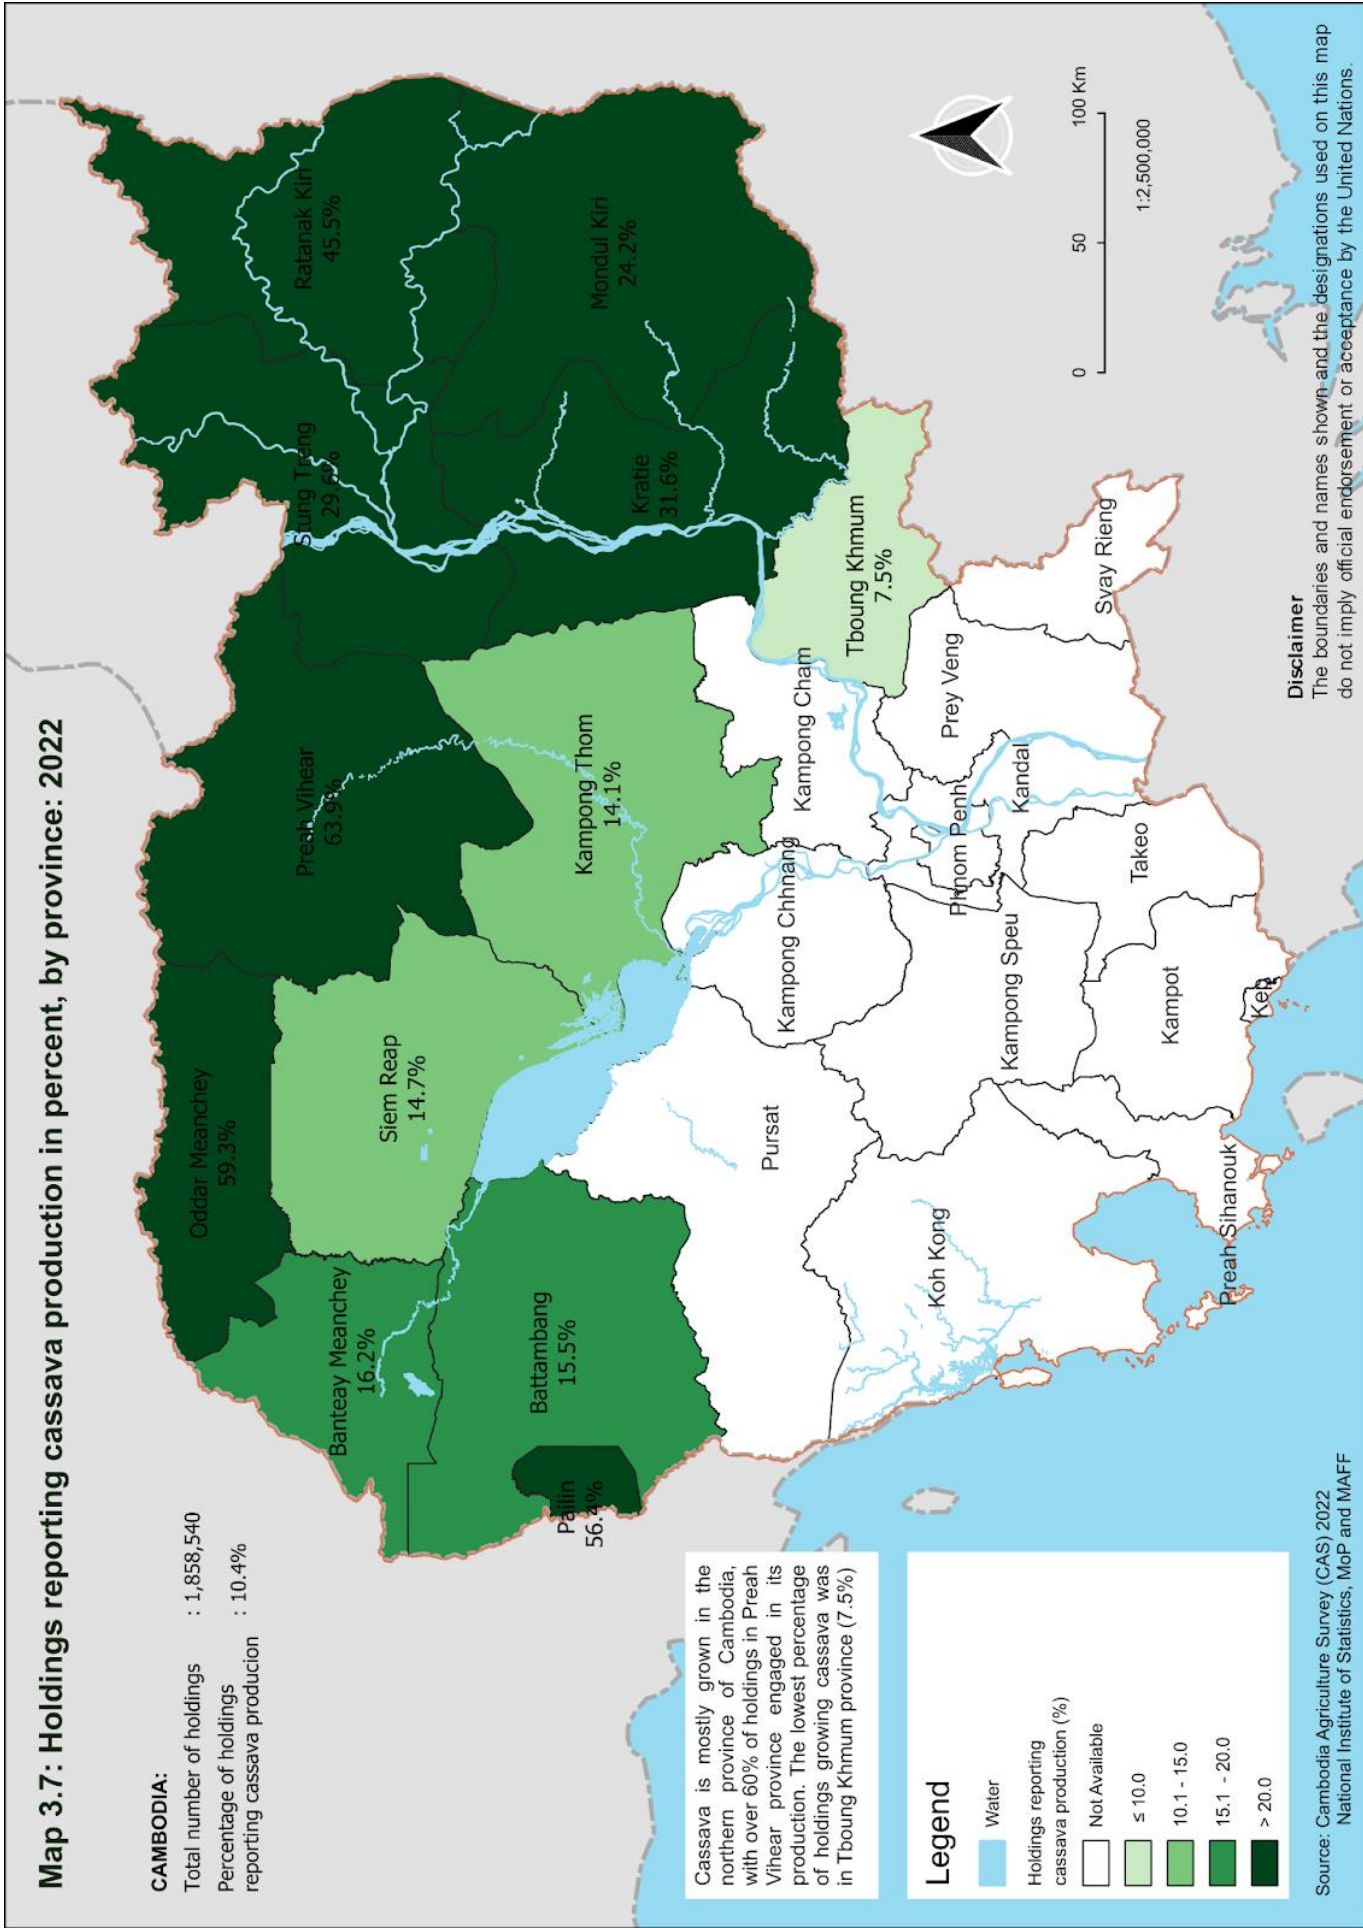 Map 3.7: Holdings reporting cassava production in percent, by province: 2022
CAMBODIA:
Total number of holdings : 1,858,540
Percentage of holdings : 10.4%
reporting cassava producion
Oddar Meanchey
59.3%
Preah Vihear
63.9%
Stung Treng
29.6%
Ratanak Kiri
45.5%
Banteay Meanchey
16.2%
Siem Reap
14.7%
Kampong Thom
14.1%
Mondul Kiri
24.2%
Kratie
31.6%
Battambang
15.5%
Pailin
56.4%
Pursat
Kampong Chhnang
Kampong Cham
Tboung Khmum
7.5%
Koh Kong
Kampong Speu
Phnom Penh
Kandal
Prey Veng
Svay Rieng
Takeo
Kampot
Kep
Preah Sihanouk
0 50 100 Km
1:2,500,000
Cassava is mostly grown in the
northern province of Cambodia,
with over 60% of holdings in Preah
Vihear province engaged in its
production. The lowest percentage
of holdings growing cassava was
in Tboung Khmum province (7.5%)
Legend
Water
Holdings reporting
cassava production (%)
Not Available
≤ 10.0
10.1 - 15.0
15.1 - 20.0
> 20.0
Source: Cambodia Agriculture Survey (CAS) 2022
National Institute of Statistics, MoP and MAFF
Disclaimer
The boundaries and names shown and the designations used on this map
do not imply official endorsement or acceptance by the United Nations.